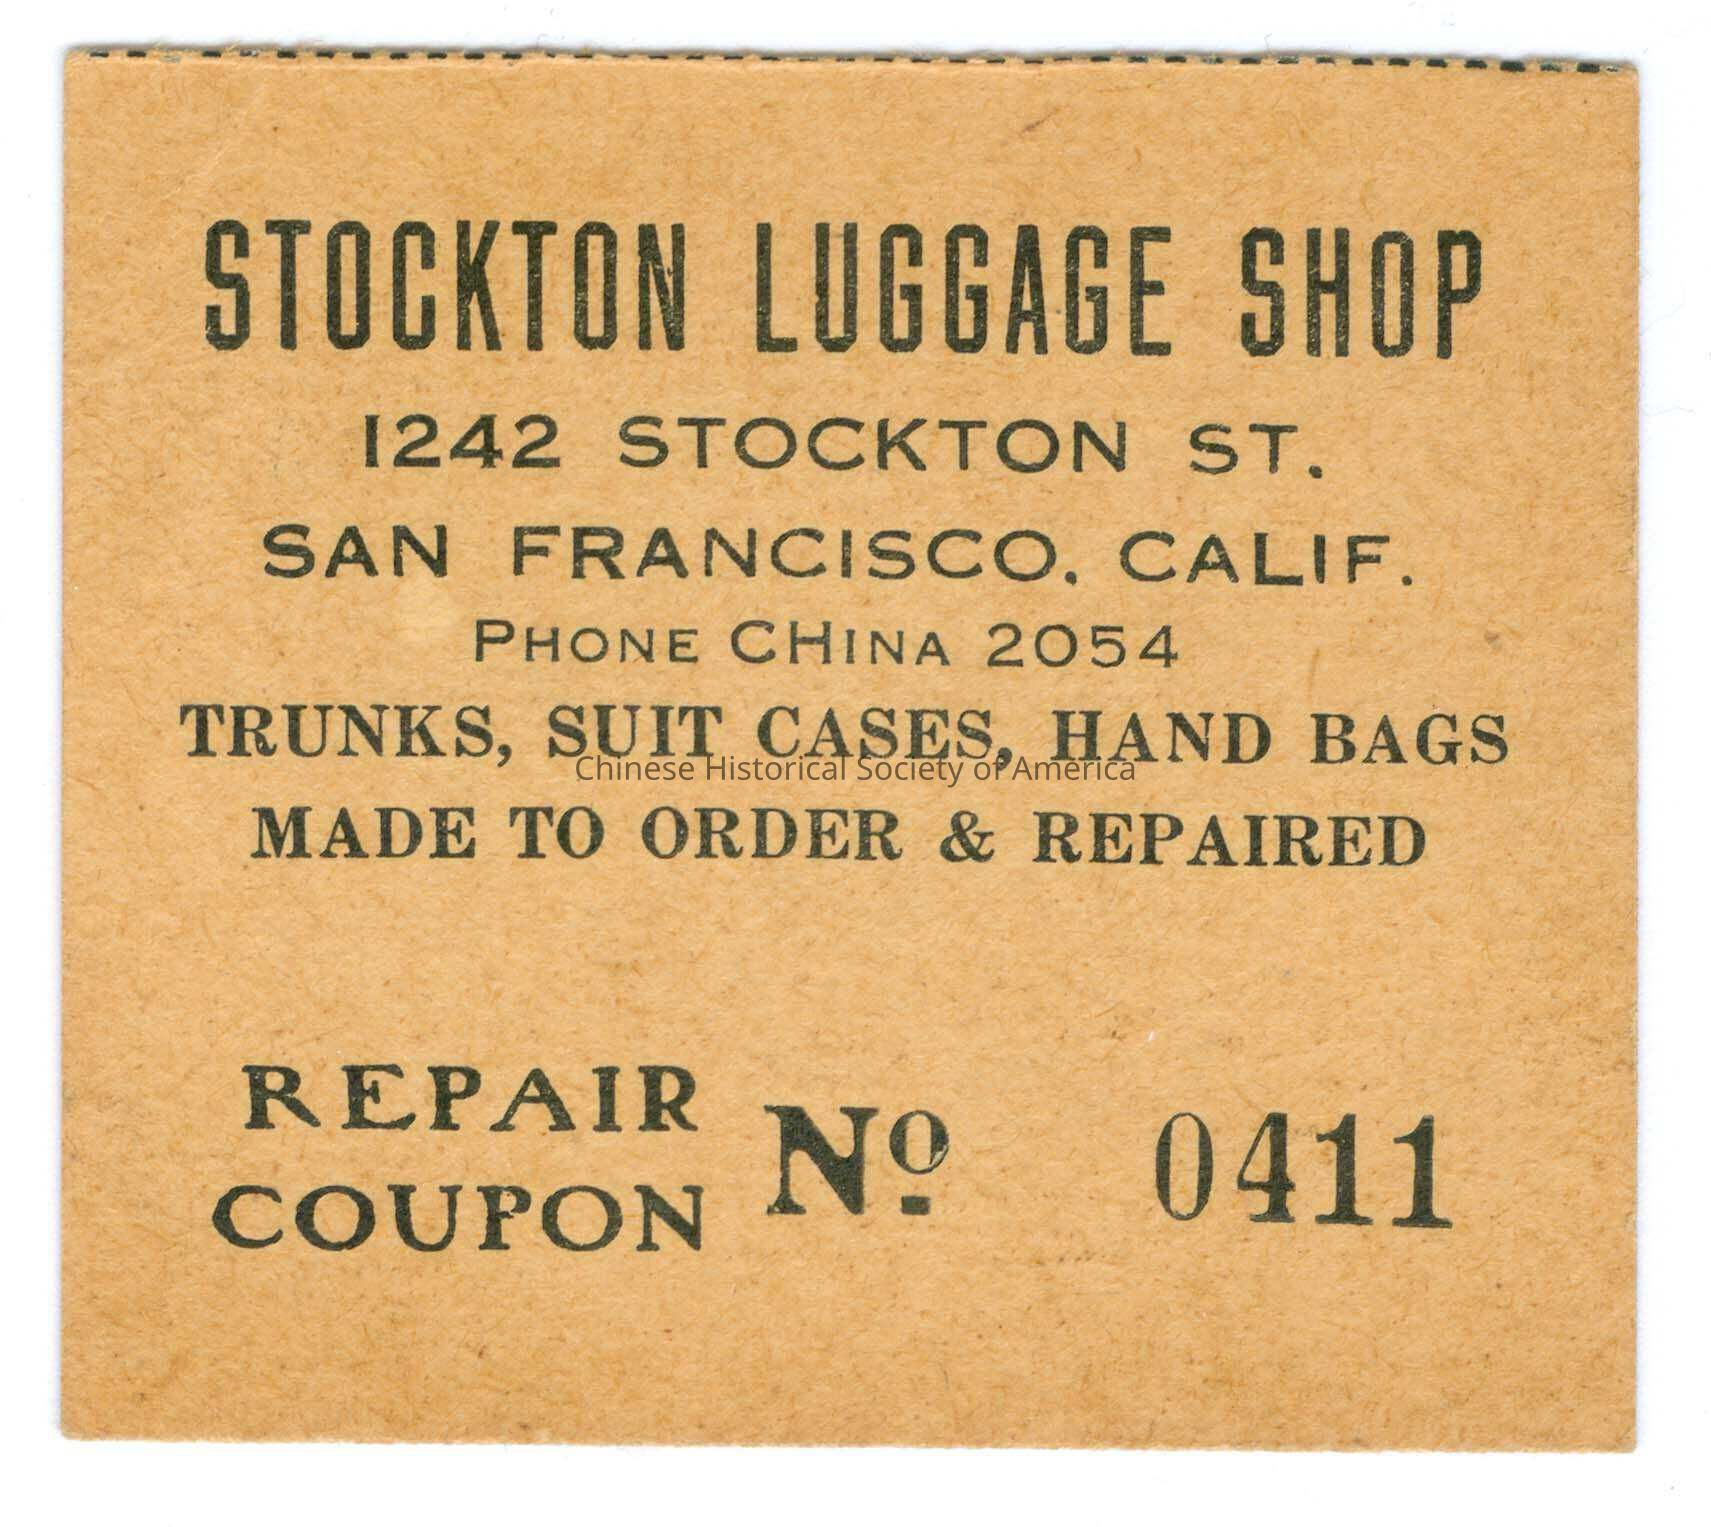 STOCKTON LUGGAGE SHOP
1242 STOCKTON ST.
SAN FRANCISCO, CALIF.
PHONE CHINA 2054
TRUNKS, SUIT CASES, HAND BAGS
Chinese Historical Society of America
MADE TO ORDER & REPAIRED
REPAIR
COUPON
No. 0411